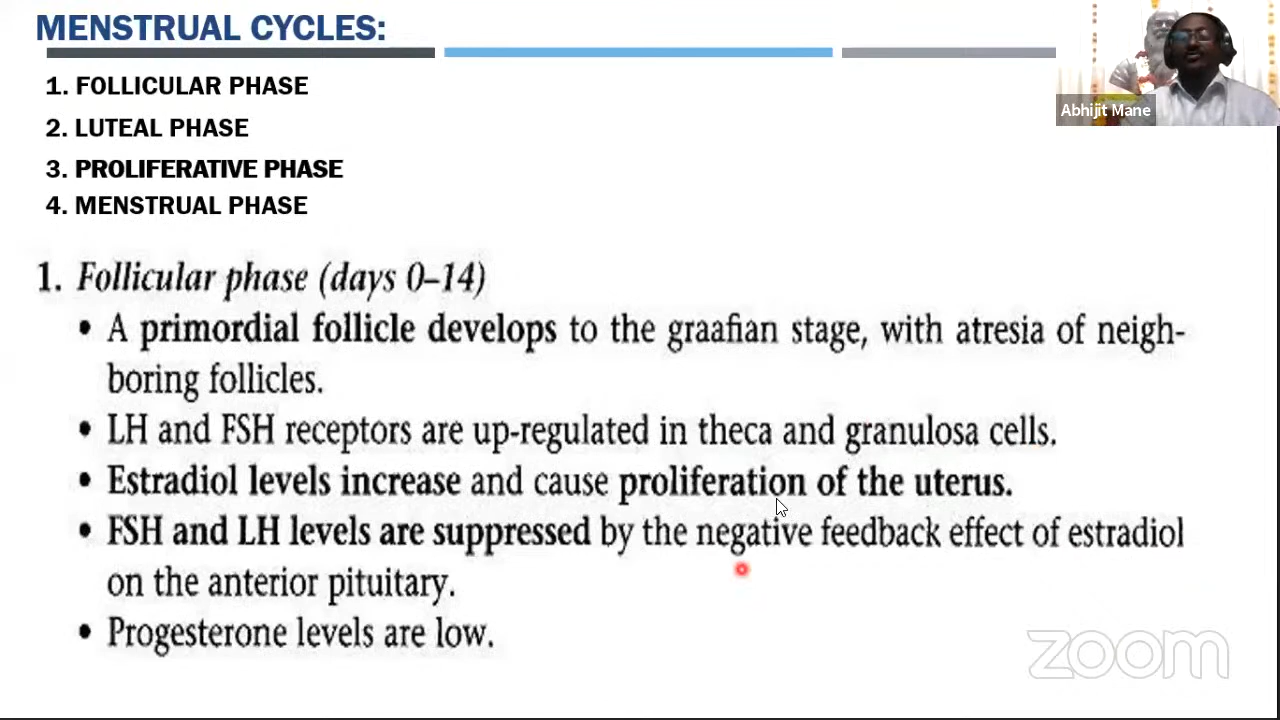 MENSTRUAL CYCLES:
1. FOLLICULAR PHASE
2. LUTEAL PHASE
3. PROLIFERATIVE PHASE
4. MENSTRUAL PHASE
Abhijit Mane
1. Follicular phase (days 0–14)
• A primordial follicle develops to the graafian stage, with atresia of neigh-
boring follicles.
• LH and FSH receptors are up-regulated in theca and granulosa cells.
• Estradiol levels increase and cause proliferation of the uterus.
• FSH and LH levels are suppressed by the negative feedback effect of estradiol
on the anterior pituitary.
• Progesterone levels are low.
zoom